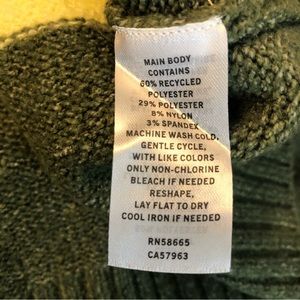 MAIN BODY
CONTAINS
60% RECYCLED
POLYESTER
29% POLYESTER
8% NYLON
3% SPANDEX
MACHINE WASH COLD,
GENTLE CYCLE,
WITH LIKE COLORS
ONLY NON-CHLORINE
BLEACH IF NEEDED
RESHAPE,
LAY FLAT TO DRY
COOL IRON IF NEEDED
RN58665
CA57963